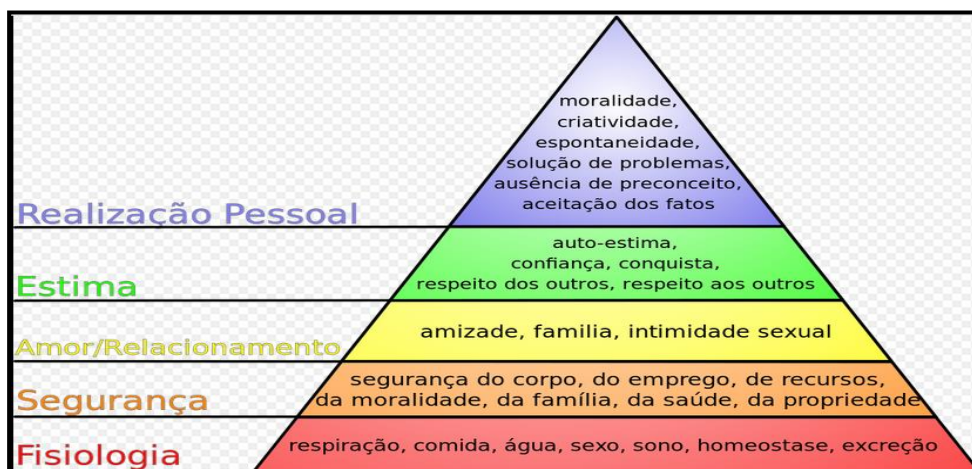 moralidade,
criatividade,
espontaneidade,
solução de problemas,
ausência de preconceito,
aceitação dos fatos
Realização Pessoal
auto-estima,
confiança, conquista,
respeito dos outros, respeito aos outros
Estima
amizade, familia, intimidade sexual
Amor/Relacionamento
segurança do corpo, do emprego, de recursos,
da moralidade, da família, da saúde, da propriedade
Segurança
respiração, comida, água, sexo, sono, homeostase, excreção
Fisiologia